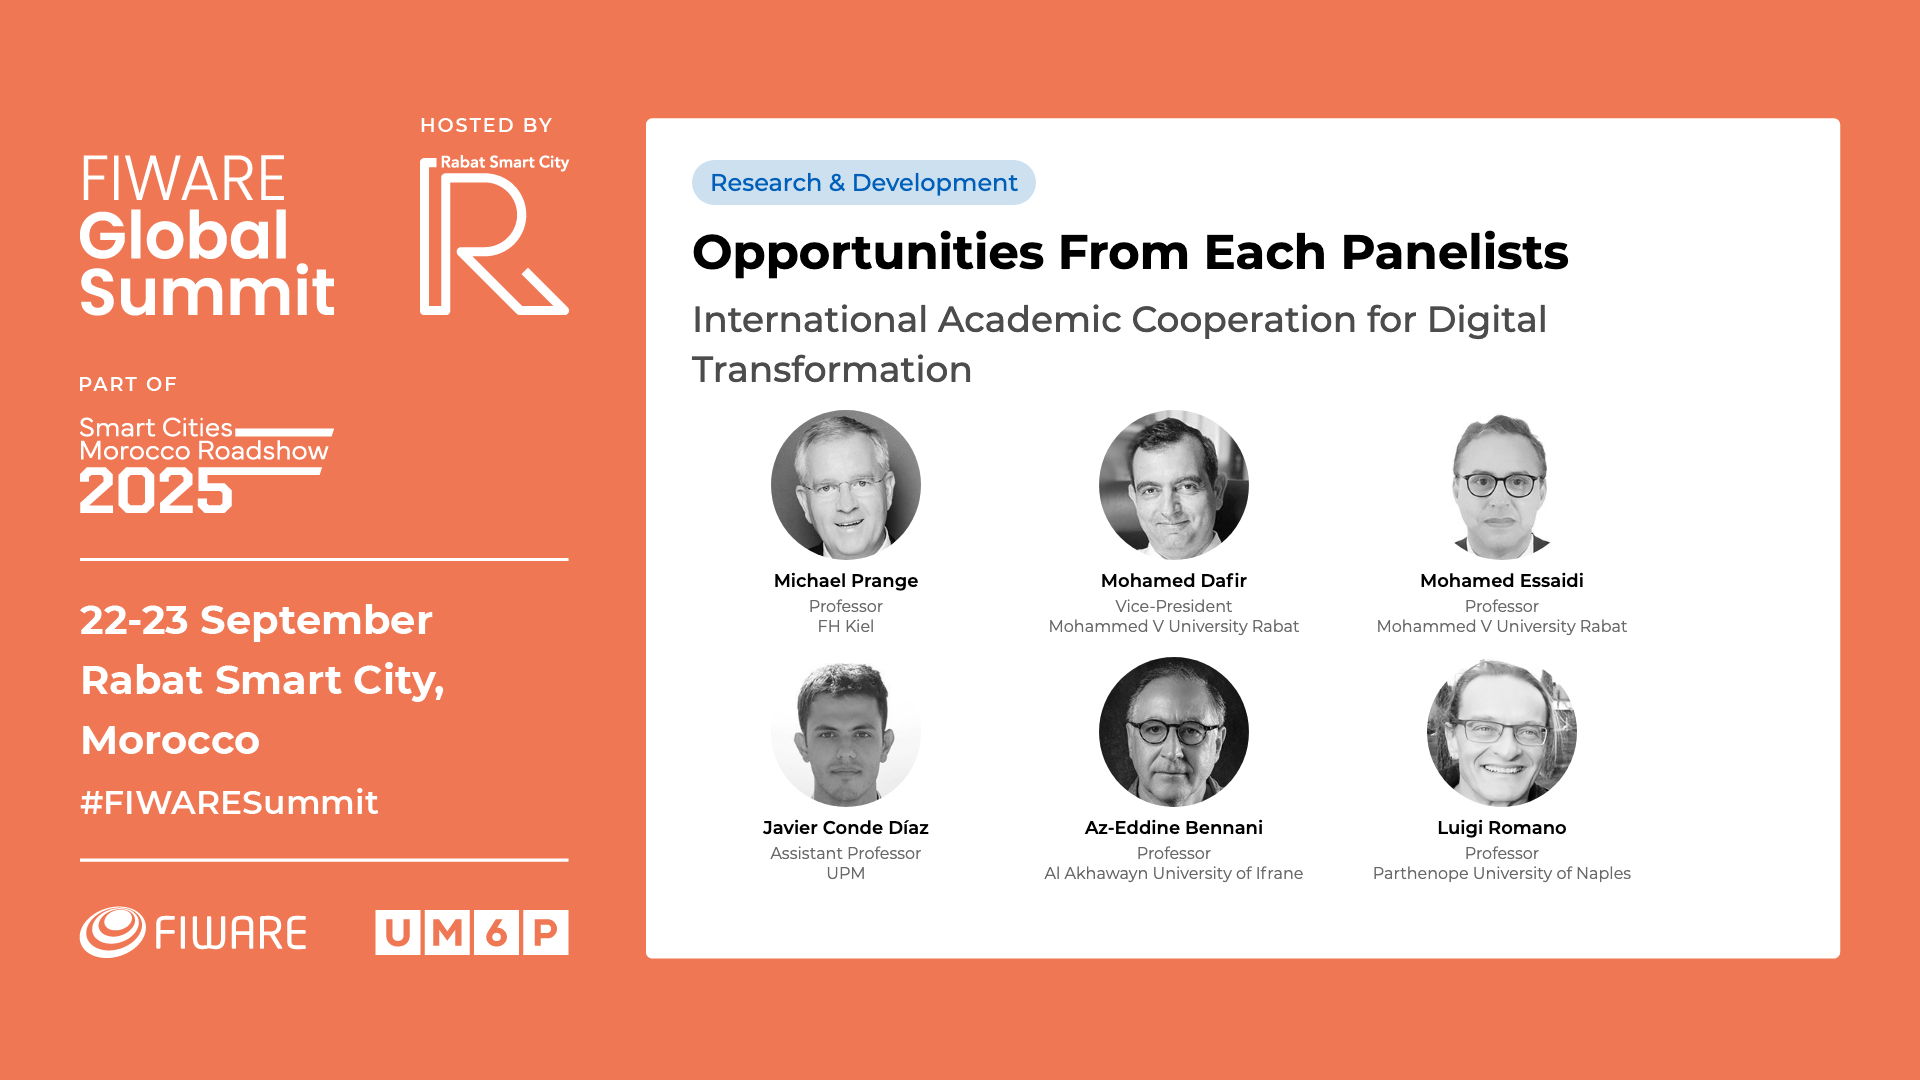 HOSTED BY
FIWARE
Global
Summit
Rabat Smart City
R
PART OF
Smart Cities
Morocco Roadshow
2025
22-23 September
Rabat Smart City,
Morocco
#FIWARESummit
FIWARE
UM6P
Research & Development
Opportunities From Each Panelists
International Academic Cooperation for Digital
Transformation
Michael Prange
Professor
FH Kiel
Mohamed Dafir
Vice-President
Mohammed V University Rabat
Mohamed Essaidi
Professor
Mohammed V University Rabat
Javier Conde Díaz
Assistant Professor
UPM
Az-Eddine Bennani
Professor
Al Akhawayn University of Ifrane
Luigi Romano
Professor
Parthenope University of Naples